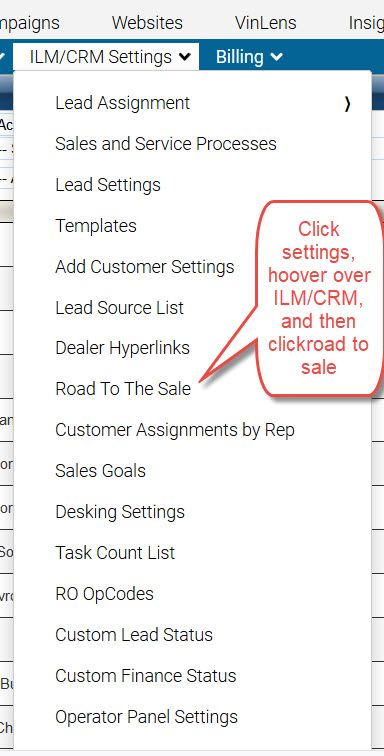 mpaigns Websites VinLens Insig
ILM/CRM Settings Billing
Lead Assignment
Sales and Service Processes
Lead Settings
Templates
Add Customer Settings
Lead Source List
Dealer Hyperlinks
Road To The Sale
Customer Assignments by Rep
Sales Goals
Desking Settings
Task Count List
RO OpCodes
Custom Lead Status
Custom Finance Status
Operator Panel Settings
Click
settings,
hoover over
ILM/CRM,
and then
clickroad to
sale